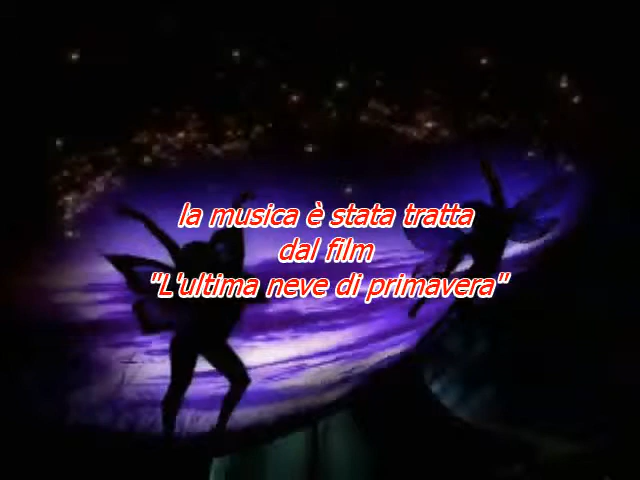 la musica è stata tratta
dal film
"L'ultima neve di primavera"